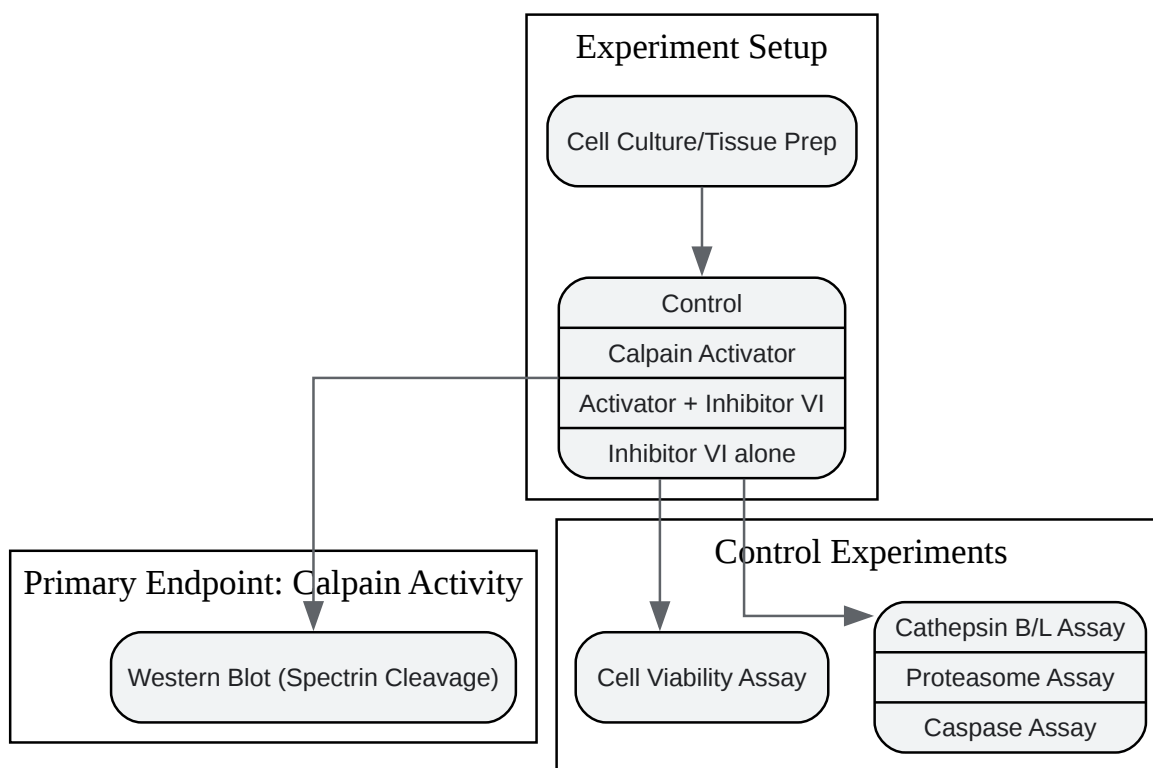 Experiment Setup
Cell Culture/Tissue Prep
Control
Calpain Activator
Activator + Inhibitor VI
Inhibitor VI alone
Primary Endpoint: Calpain Activity
Western Blot (Spectrin Cleavage)
Control Experiments
Cell Viability Assay
Cathepsin B/L Assay
Proteasome Assay
Caspase Assay